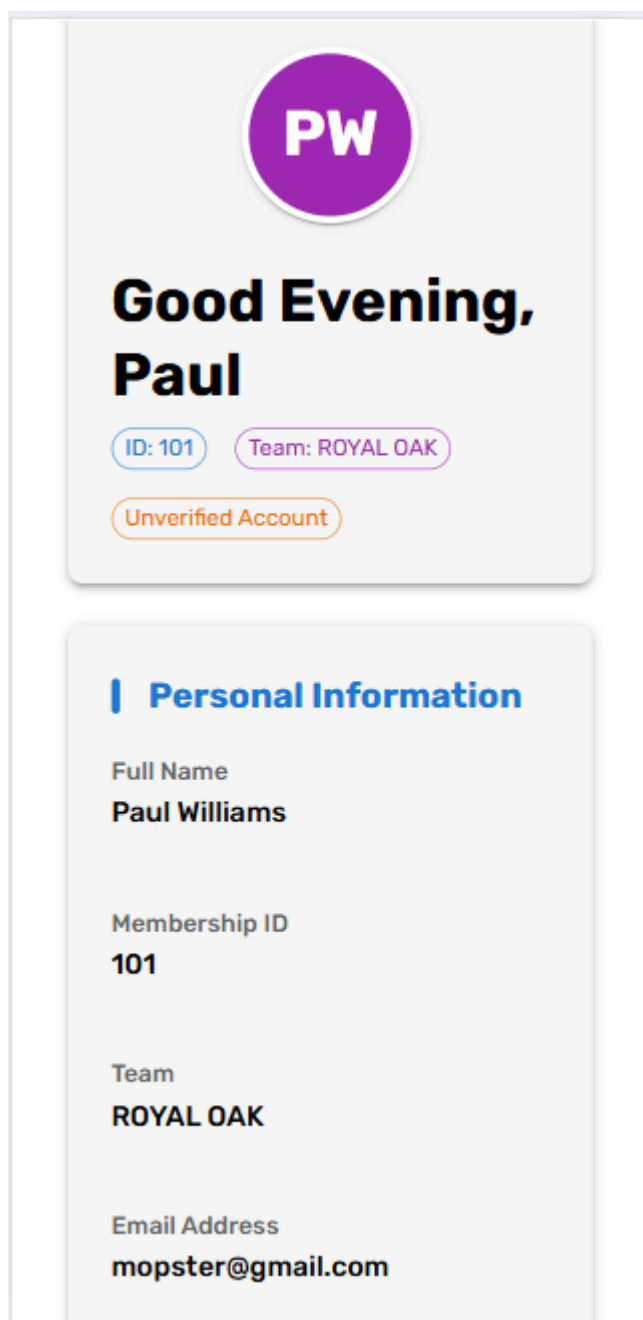 PW
Good Evening,
Paul
ID: 101 Team: ROYAL OAK
Unverified Account
Personal Information
Full Name
Paul Williams
Membership ID
101
Team
ROYAL OAK
Email Address
mopster@gmail.com